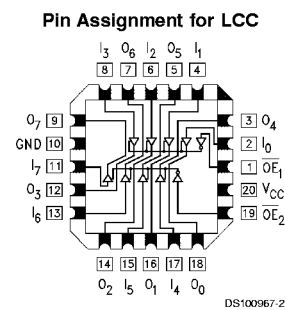 Pin Assignment for LCC
I3 O6 I2 O5 I1
8 7 6 5 4
O7 9
GND 10
I7 11
O3 12
I6 13
3 O4
2 I0
1 O̅E̅1
20 VCC
19 O̅E̅2
14 15 16 17 18
O2 I5 O1 I4 O0
DS100967-2